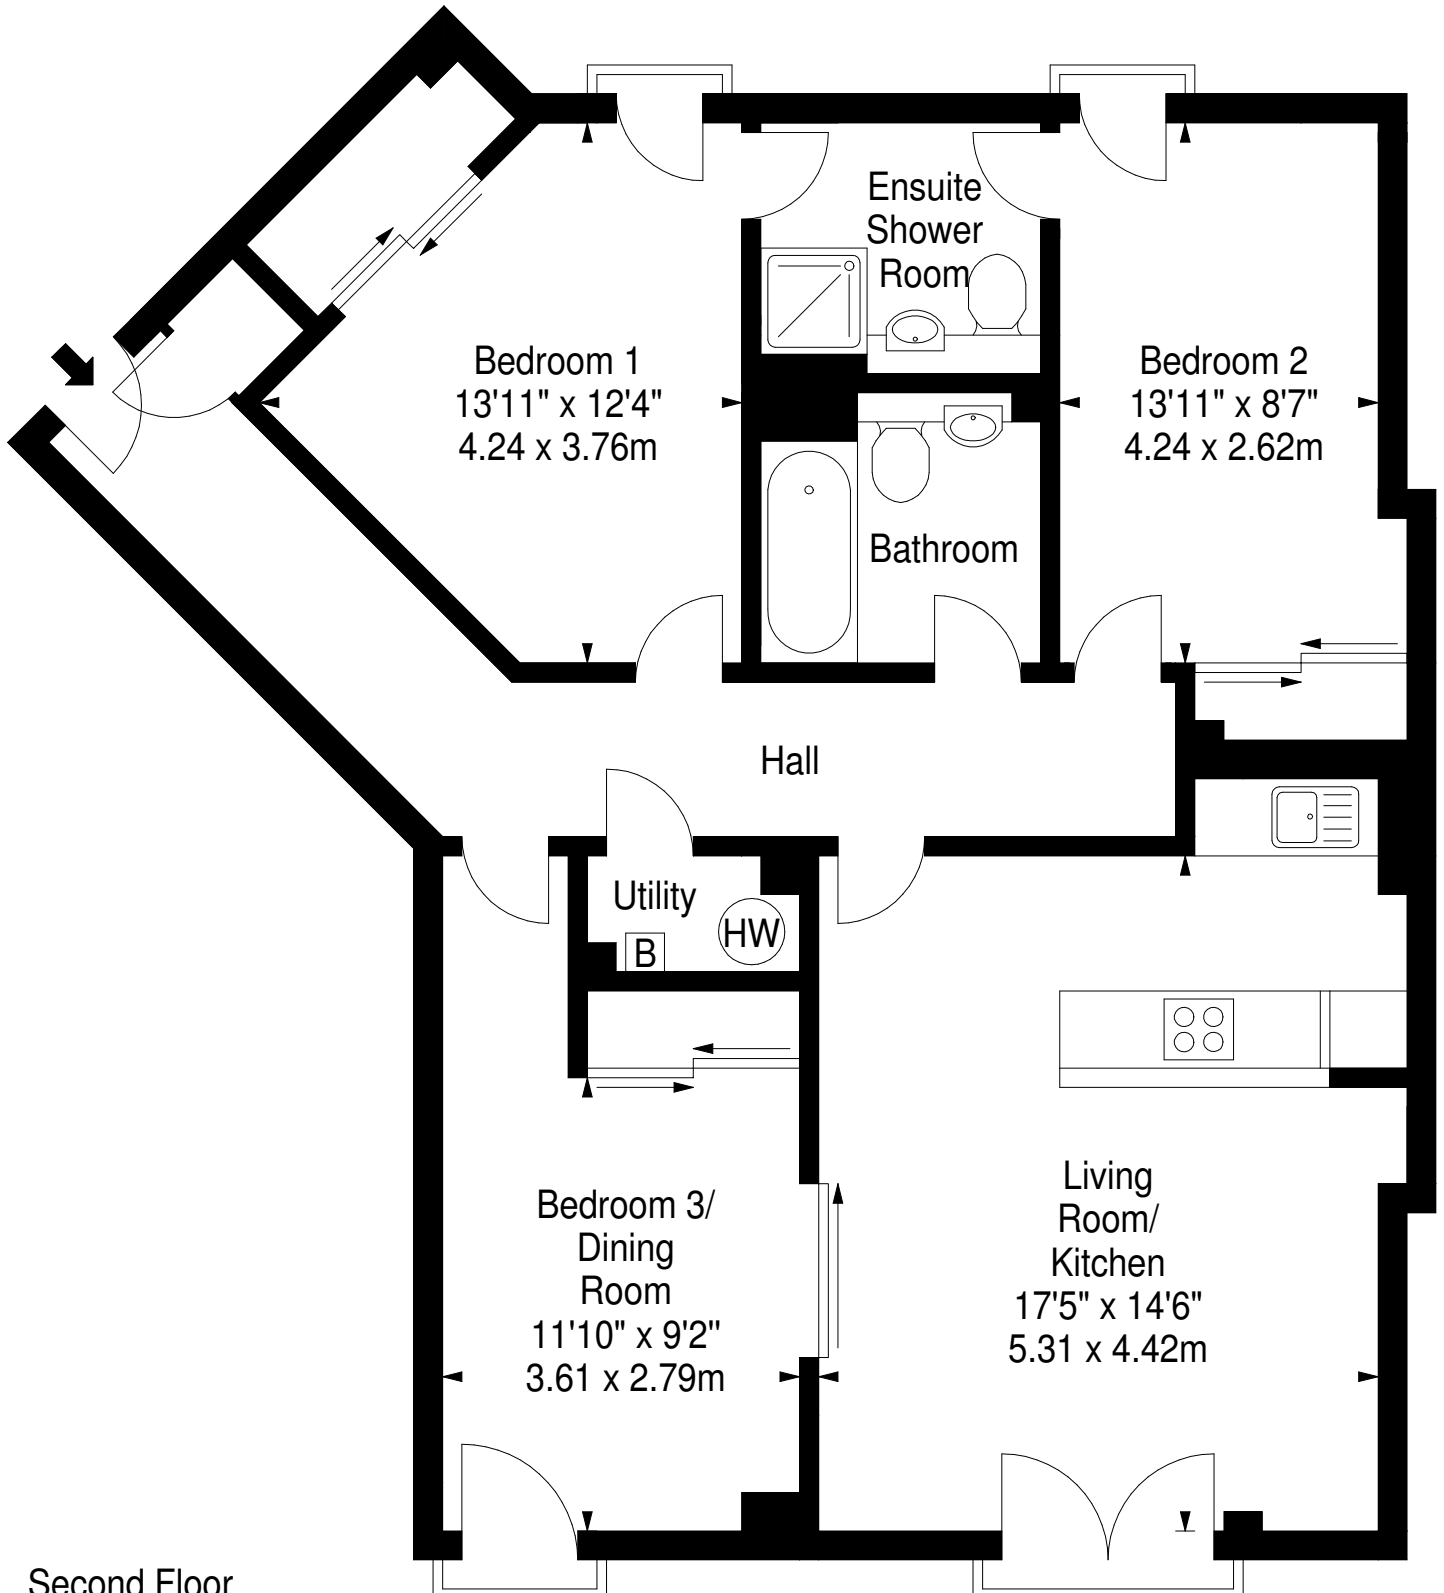 Ensuite
Shower
Room
Bedroom 1
13'11" x 12'4"
4.24 x 3.76m
Bedroom 2
13'11" x 8'7"
4.24 x 2.62m
Bathroom
Hall
Utility
B
HW
Bedroom 3/
Dining
Room
11'10" x 9'2"
3.61 x 2.79m
Living
Room/
Kitchen
17'5" x 14'6"
5.31 x 4.42m
Second Floor